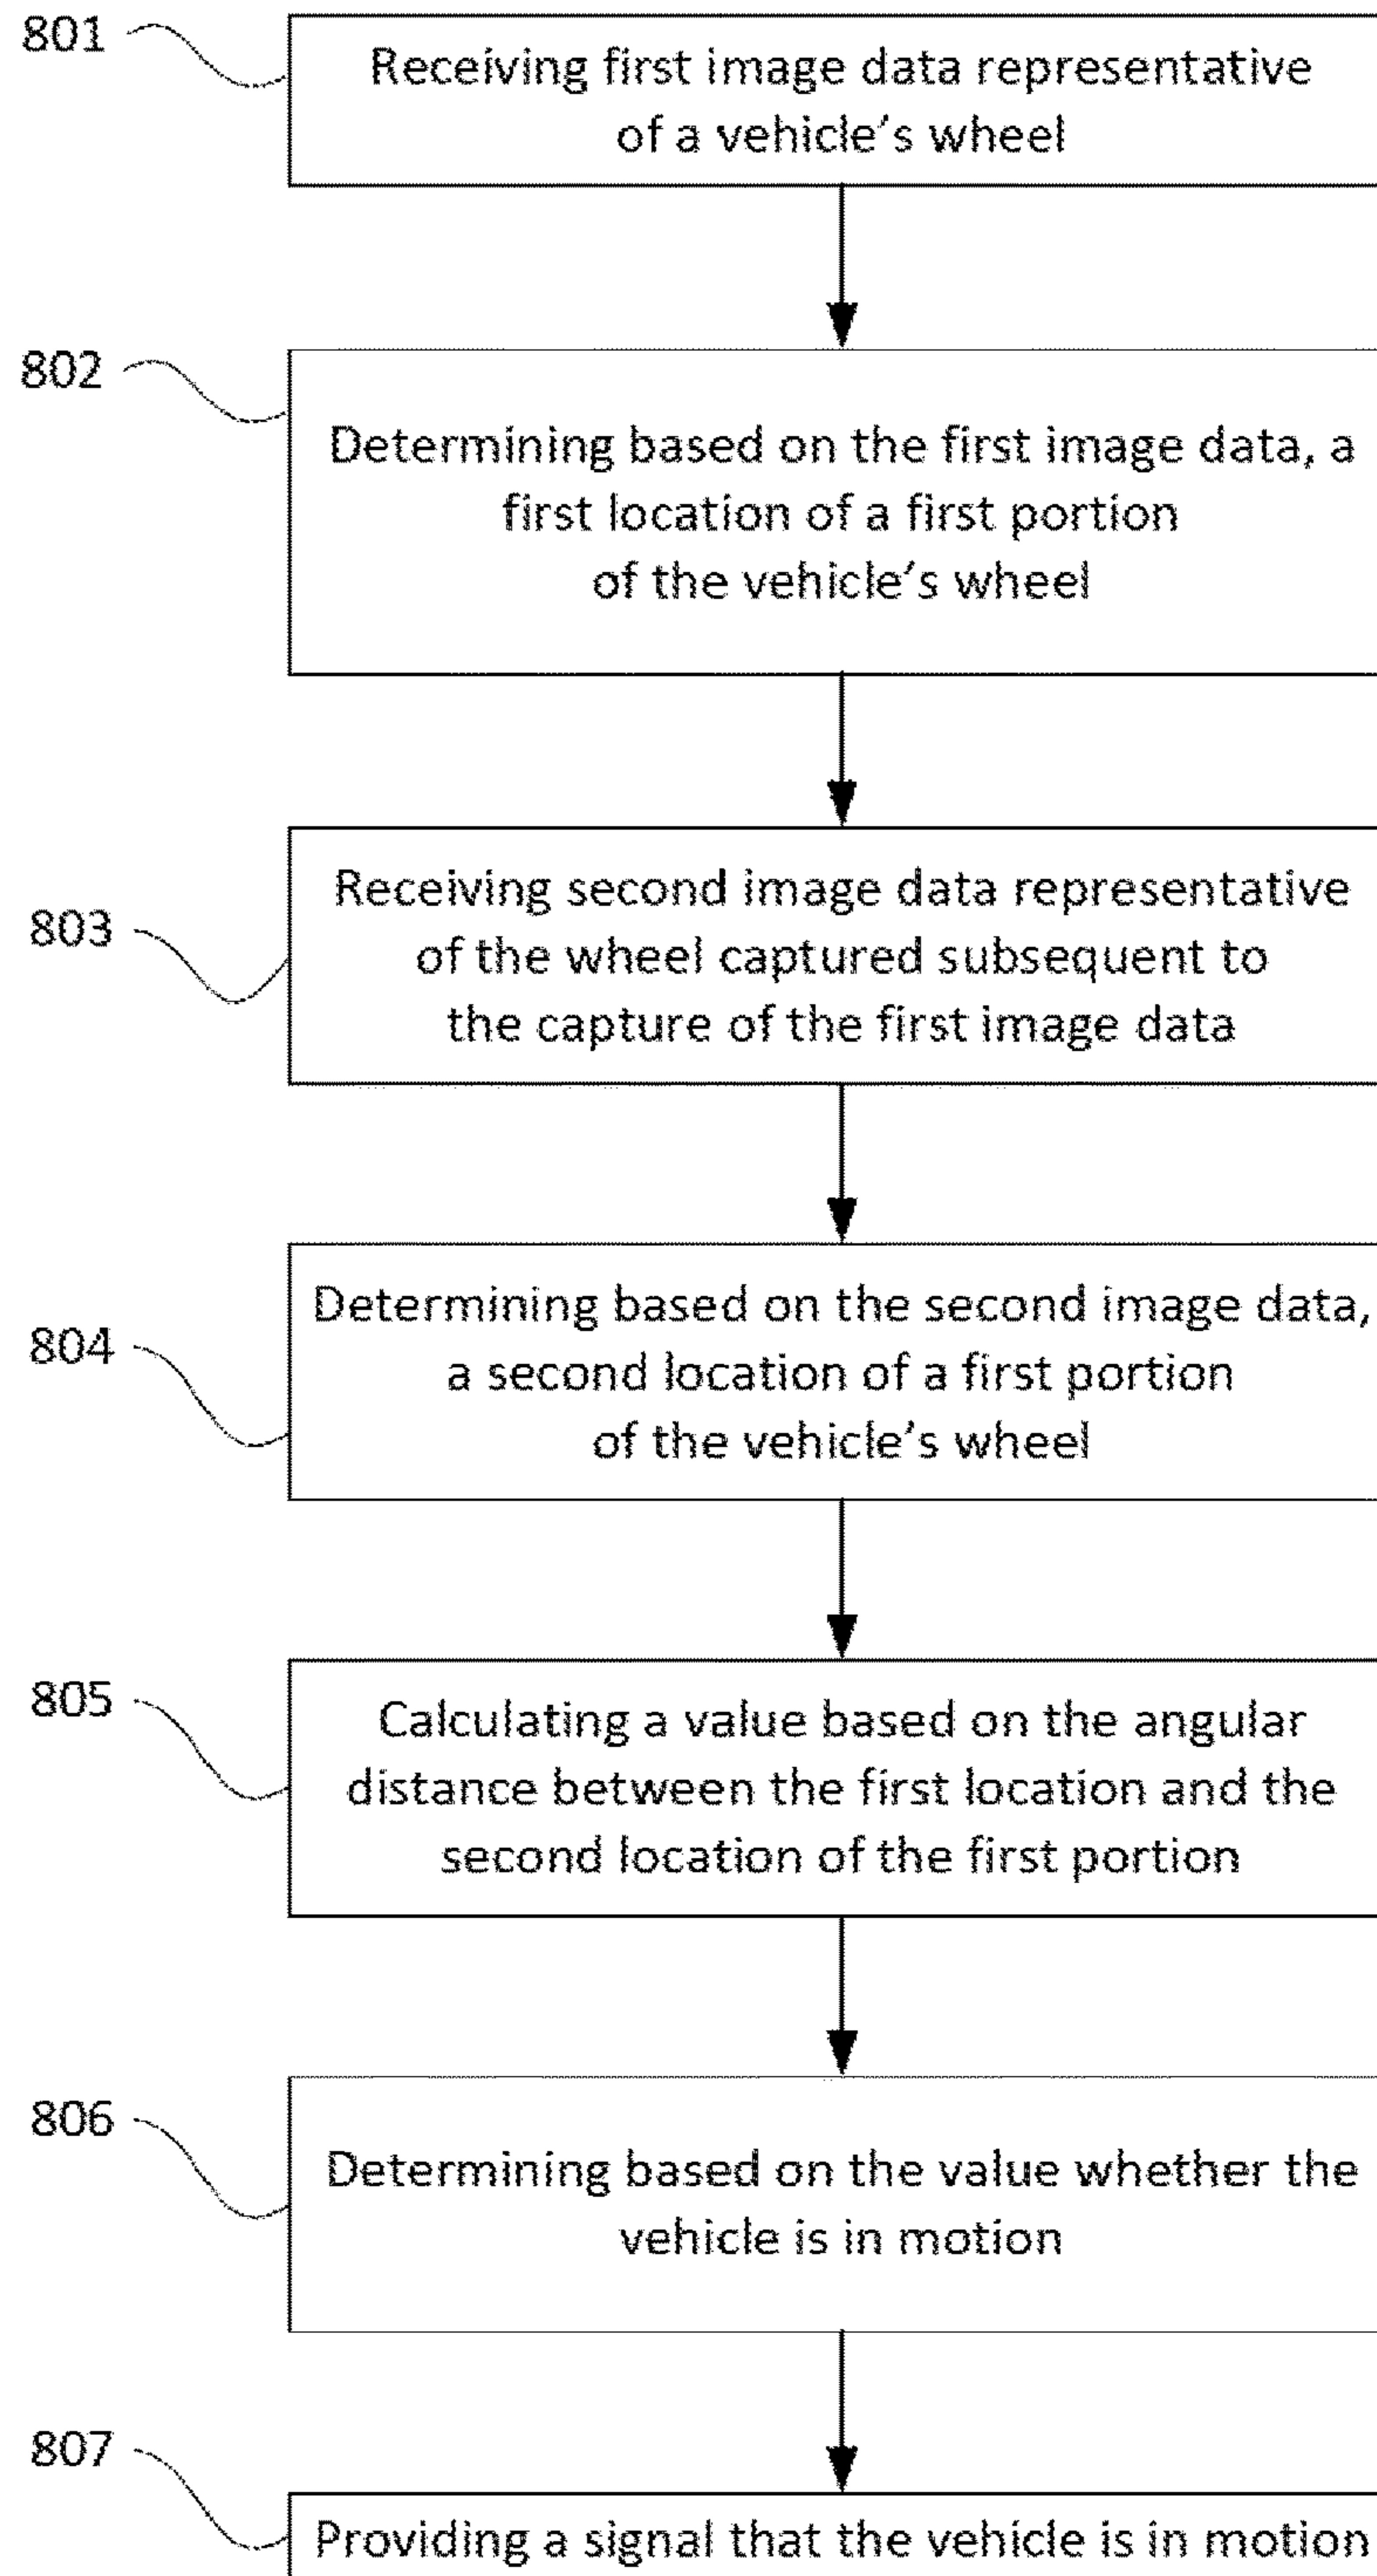 801
Receiving first image data representative
of a vehicle's wheel
802
Determining based on the first image data, a
first location of a first portion
of the vehicle's wheel
803
Receiving second image data representative
of the wheel captured subsequent to
the capture of the first image data
804
Determining based on the second image data,
a second location of a first portion
of the vehicle's wheel
805
Calculating a value based on the angular
distance between the first location and the
second location of the first portion
806
Determining based on the value whether the
vehicle is in motion
807
Providing a signal that the vehicle is in motion